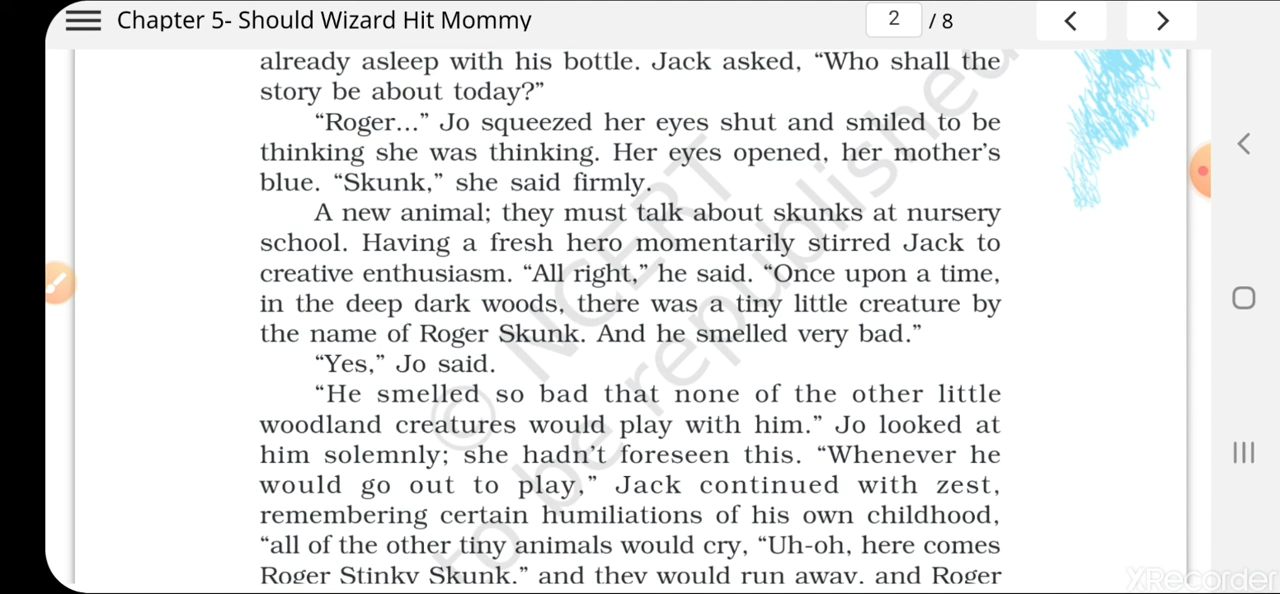 Chapter 5- Should Wizard Hit Mommy
2 / 8
already asleep with his bottle. Jack asked, “Who shall the
story be about today?”
“Roger...” Jo squeezed her eyes shut and smiled to be
thinking she was thinking. Her eyes opened, her mother’s
blue. “Skunk,” she said firmly.
A new animal; they must talk about skunks at nursery
school. Having a fresh hero momentarily stirred Jack to
creative enthusiasm. “All right,” he said. “Once upon a time,
in the deep dark woods, there was a tiny little creature by
the name of Roger Skunk. And he smelled very bad.”
“Yes,” Jo said.
“He smelled so bad that none of the other little
woodland creatures would play with him.” Jo looked at
him solemnly; she hadn’t foreseen this. “Whenever he
would go out to play,” Jack continued with zest,
remembering certain humiliations of his own childhood,
“all of the other tiny animals would cry, “Uh-oh, here comes
Roger Stinky Skunk,” and they would run away, and Roger
© NCERT
to be republished
XRecorder